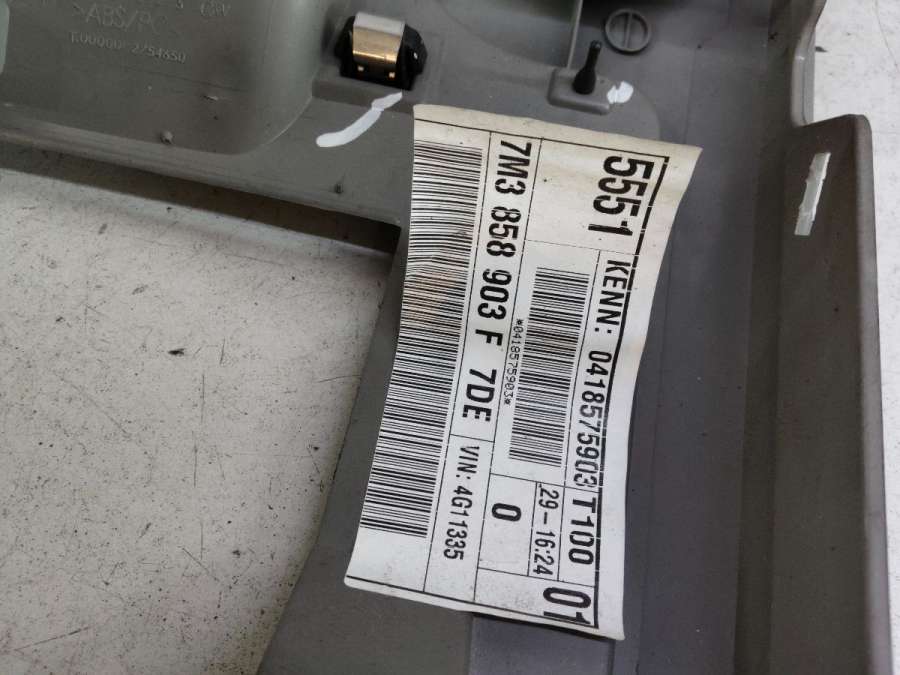 >ABS/PC<
5551 KENN: 0418575903 T100 01
*0418575903*
.29-16:24
0
7M3 858 903 F 7DE
VIN: 4G11335